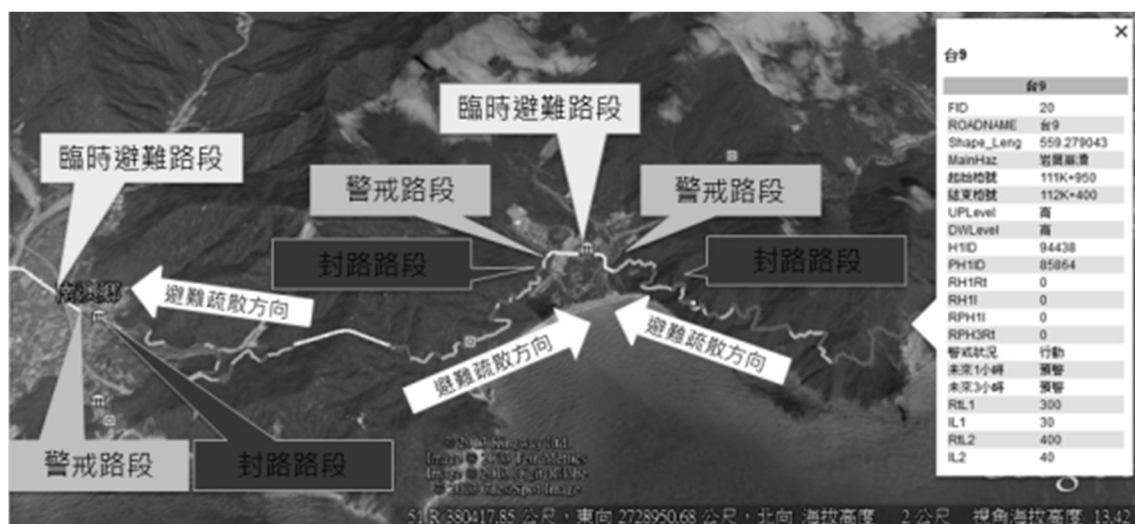 臨時避難路段
臨時避難路段
警戒路段
警戒路段
封路路段
封路路段
避難疏散方向
避難疏散方向
避難疏散方向
警戒路段
封路路段
台9
台9
FID 20
ROADNAME 台9
Shape_Leng 559.279043
MainHaz 岩屑崩滑
起始樁號 111K+950
結束樁號 112K+400
UPLevel 高
DWLevel 高
H1ID 94438
PH1ID 85864
RH1Rt 0
RH1I 0
RPH1I 0
RPH3Rt 0
警戒狀況 行動
未來1小時 預警
未來3小時 預警
RtL1 300
IL1 30
RtL2 400
IL2 40
51 R 380417.85 公尺，東向 2728950.68 公尺，北向 海拔高度 2 公尺 視角海拔高度 13.42